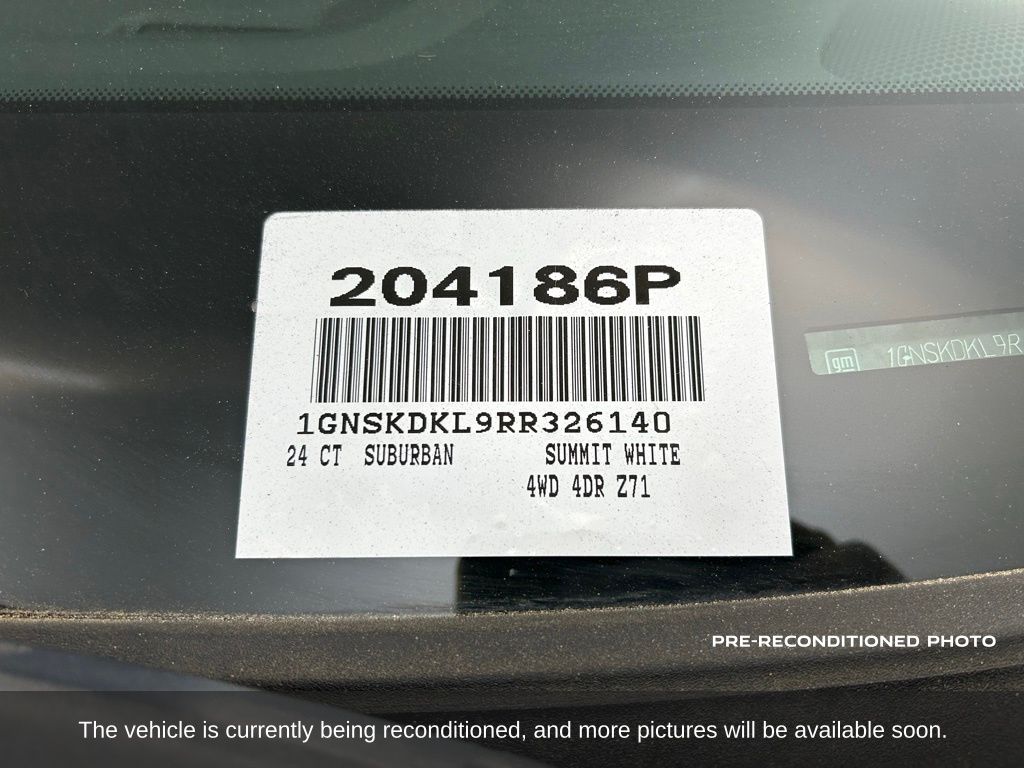 204186P
1GNSKDKL9RR326140
24 CT SUBURBAN SUMMIT WHITE
4WD 4DR Z71
gm 1GNSKDKL9R
PRE-RECONDITIONED PHOTO
The vehicle is currently being reconditioned, and more pictures will be available soon.